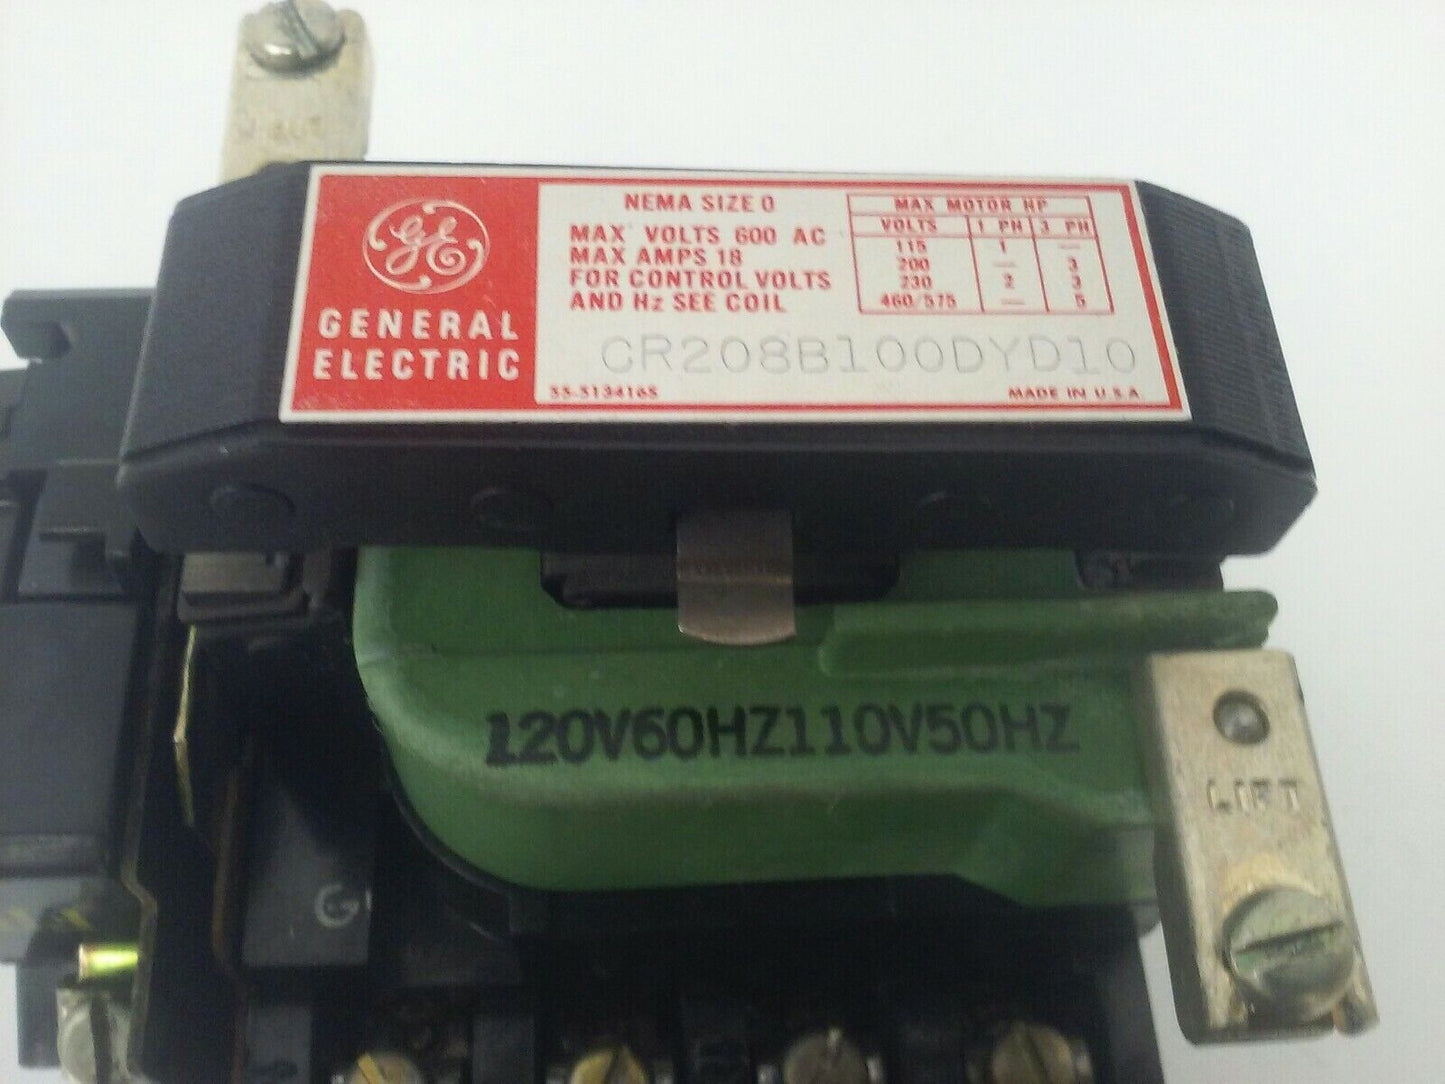 GE
GENERAL
ELECTRIC
NEMA SIZE 0
MAX VOLTS 600 AC
MAX AMPS 18
FOR CONTROL VOLTS
AND Hz SEE COIL
MAX MOTOR HP
VOLTS 1 PH 3 PH
115 1 —
200 — 3
230 2 3
460/575 — 5
CR208B100DYD10
55-513416S
MADE IN U.S.A.
120V60HZ110V50HZ
LIFT